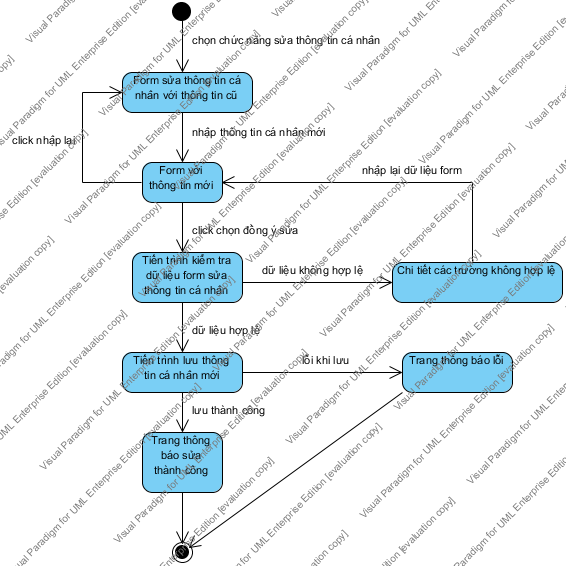 chọn chức năng sửa thông tin cá nhân
Form sửa thông tin cá
nhân với thông tin cũ
click nhập lại
nhập thông tin cá nhân mới
Form với
thông tin mới
nhập lại dữ liệu form
click chọn đồng ý sửa
Tiến trình kiểm tra
dữ liệu form sửa
thông tin cá nhân
dữ liệu không hợp lệ
Chi tiết các trường không hợp lệ
dữ liệu hợp lệ
Tiến trình lưu thông
tin cá nhân mới
lỗi khi lưu
Trang thông báo lỗi
lưu thành công
Trang thông
báo sửa
thành công
Visual Paradigm for UML Enterprise Edition [evaluation copy]